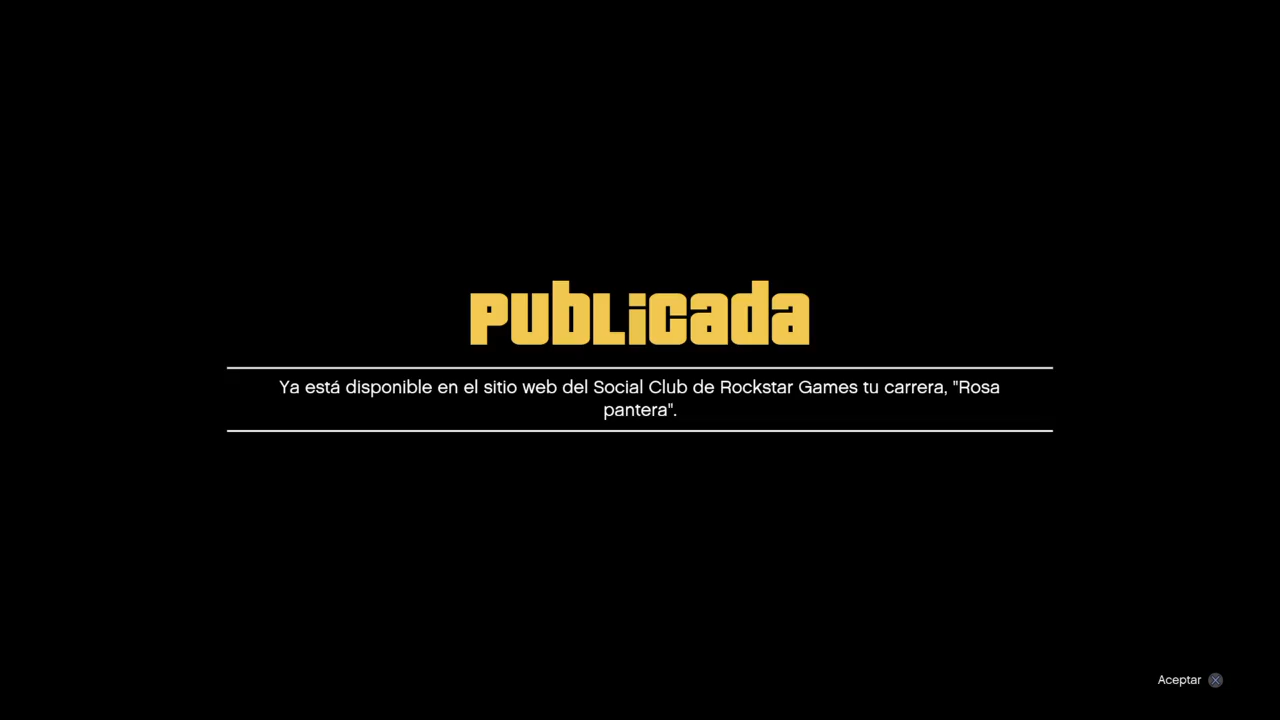 Publicada
Ya está disponible en el sitio web del Social Club de Rockstar Games tu carrera, "Rosa
pantera".
Aceptar